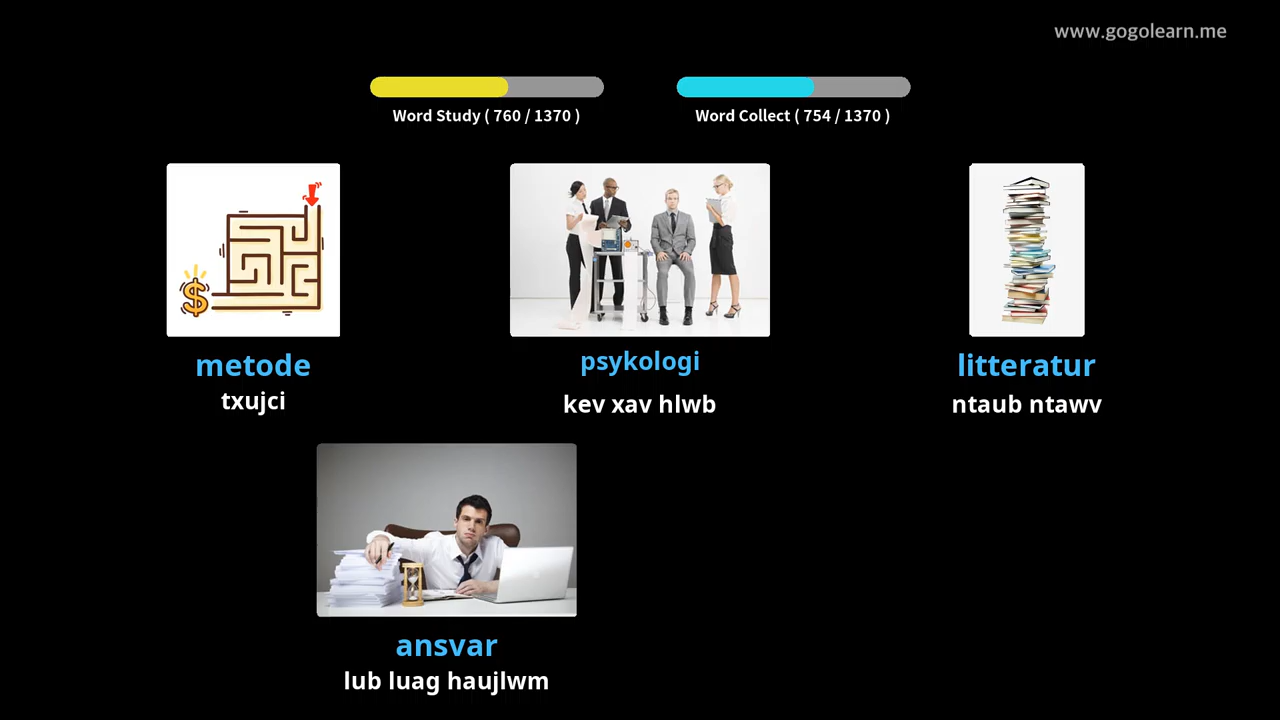 www.gogolearn.me
Word Study ( 760 / 1370 )
Word Collect ( 754 / 1370 )
metode
txujci
psykologi
kev xav hlwb
litteratur
ntaub ntawv
ansvar
lub luag haujlwm